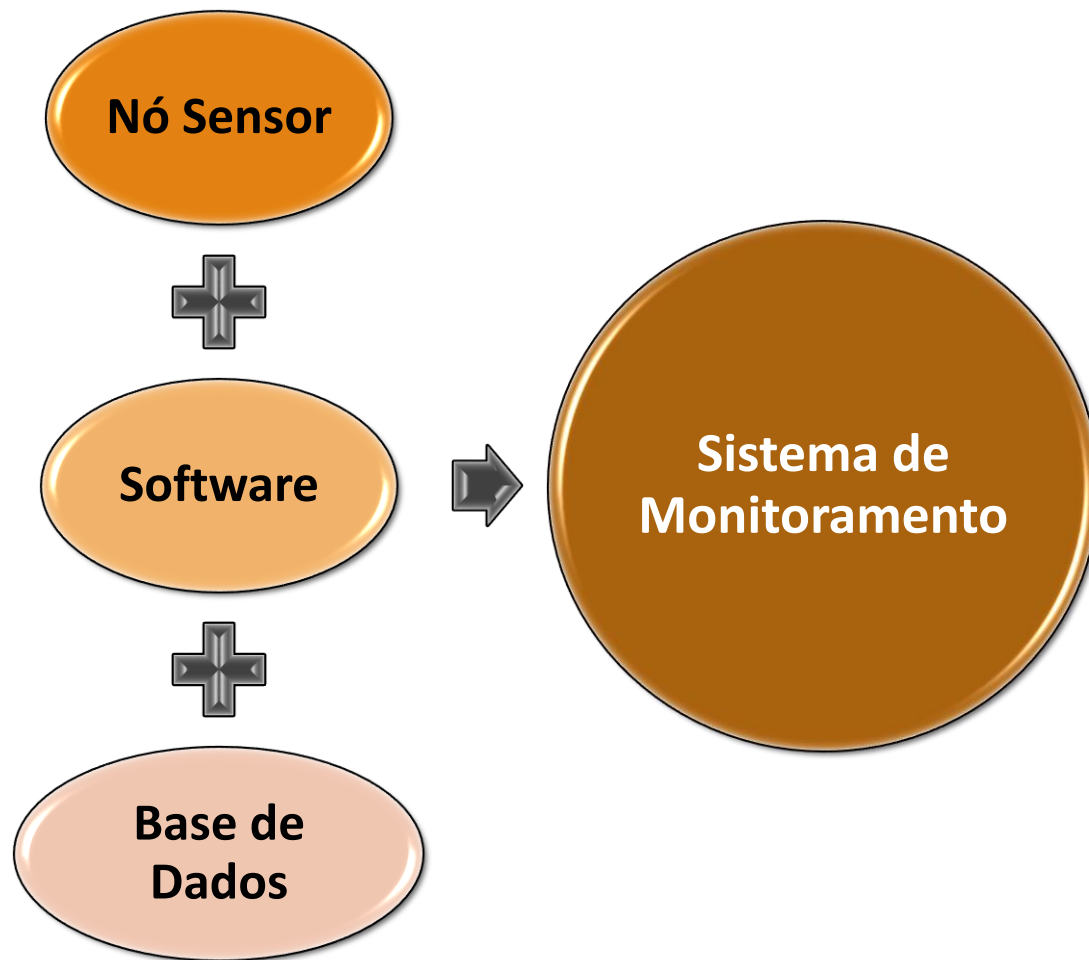 Nó Sensor
Software
Base de
Dados
Sistema de
Monitoramento